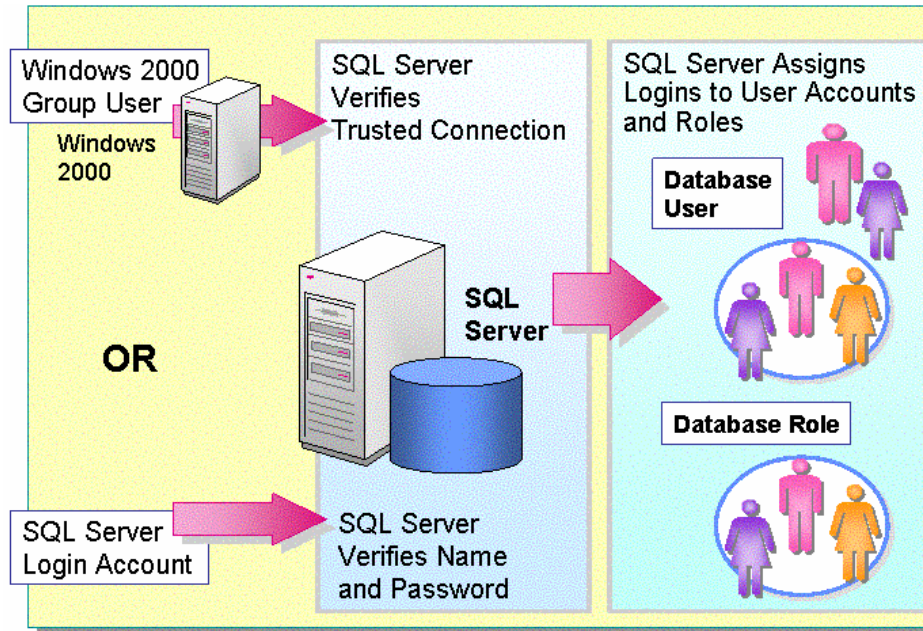 Windows 2000
Group User
Windows
2000
OR
SQL Server
Login Account
SQL Server
Verifies
Trusted Connection
SQL
Server
SQL Server
Verifies Name
and Password
SQL Server Assigns
Logins to User Accounts
and Roles
Database
User
Database Role